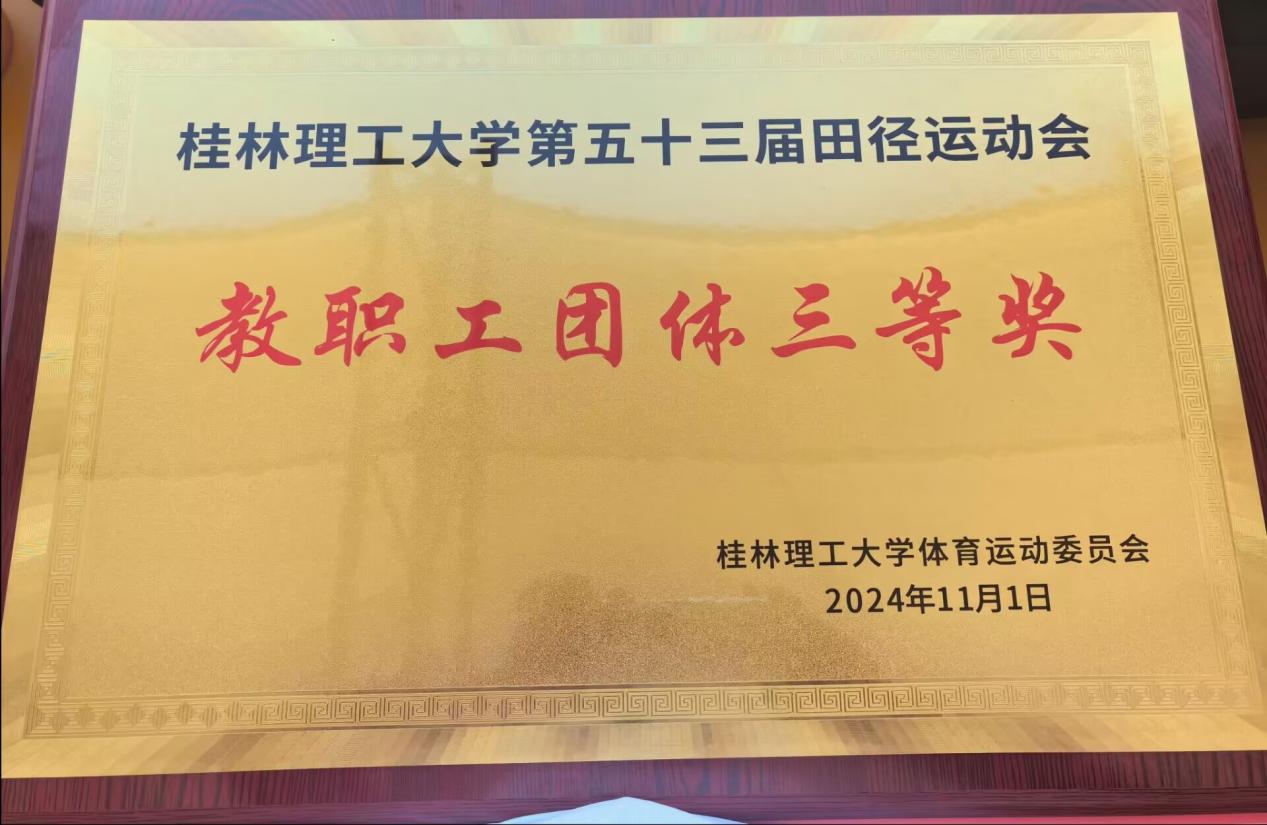 桂林理工大学第五十三届田径运动会
教职工团体三等奖
桂林理工大学体育运动委员会
2024年11月1日